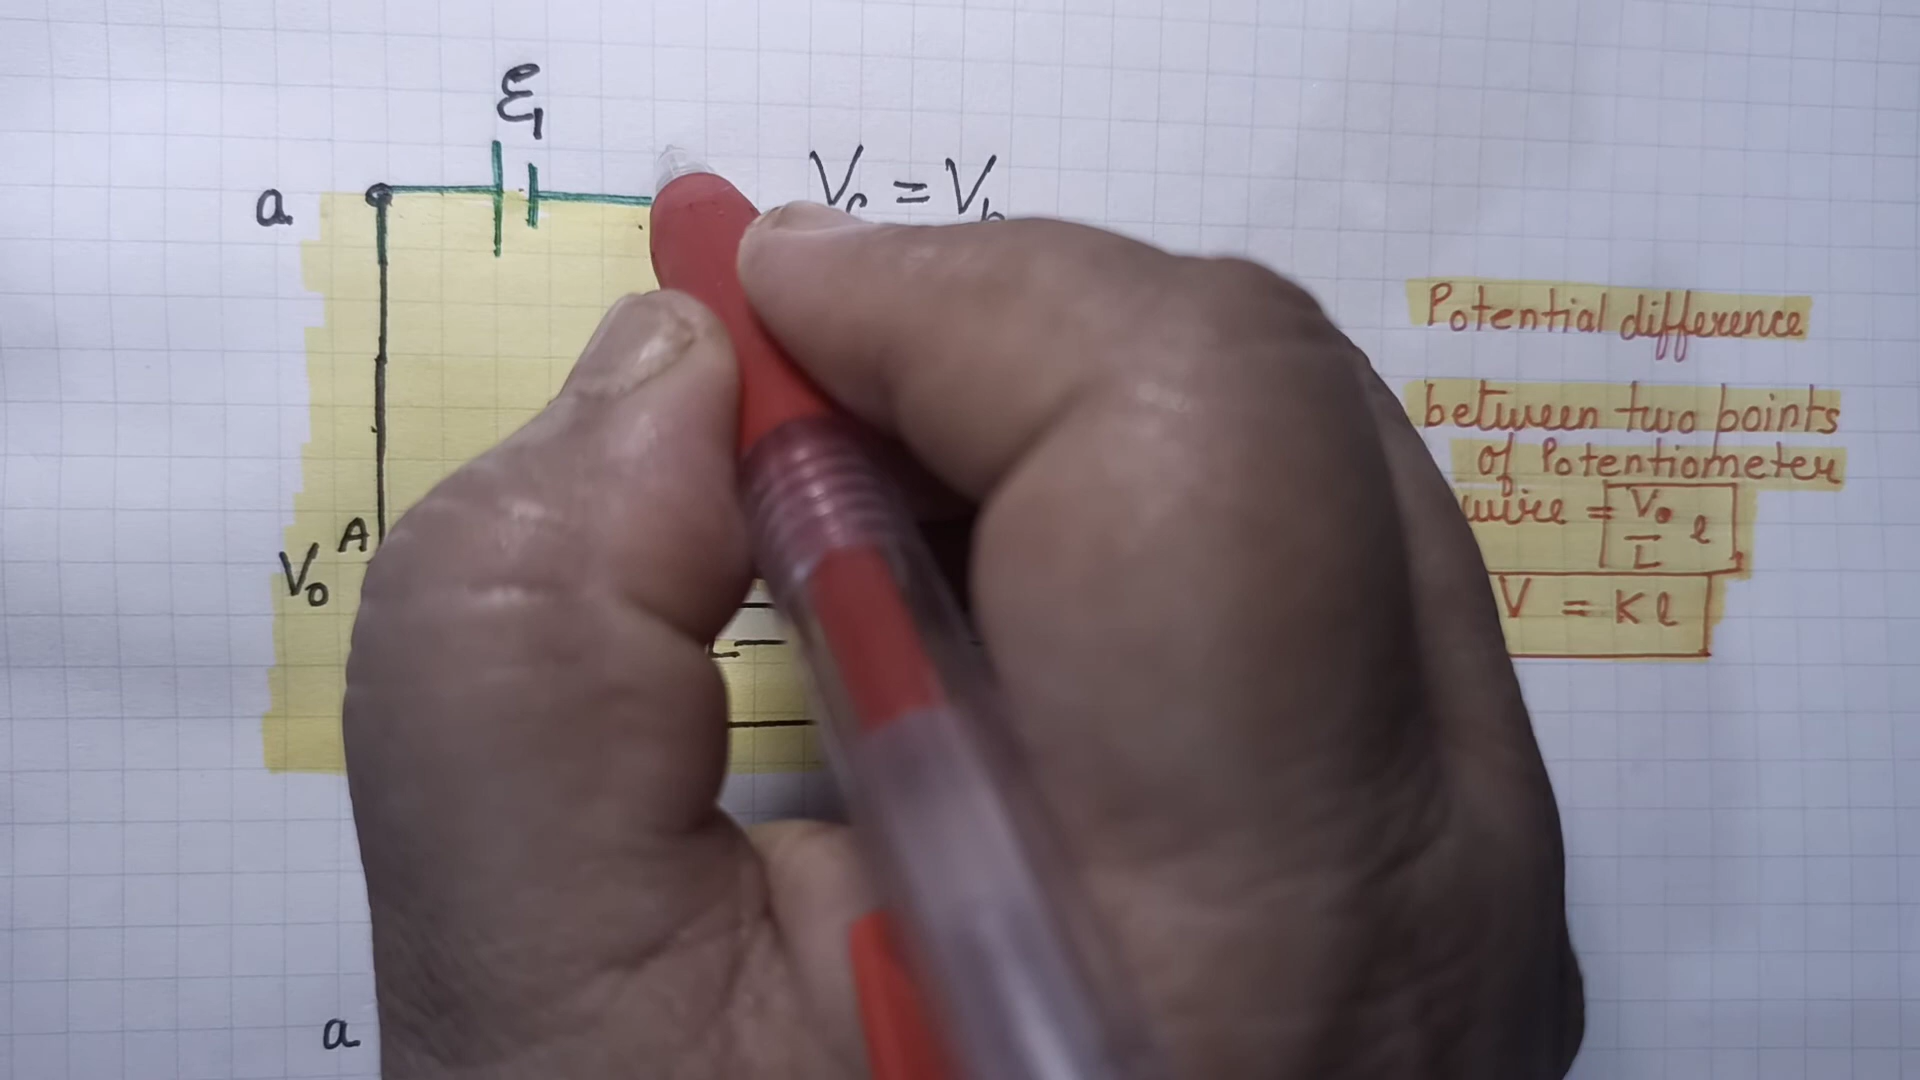 ε₁
a
V = V
Potential difference
between two points
of Potentiometer
wire = V₀/L ℓ
V = Kℓ
A
V₀
L
a